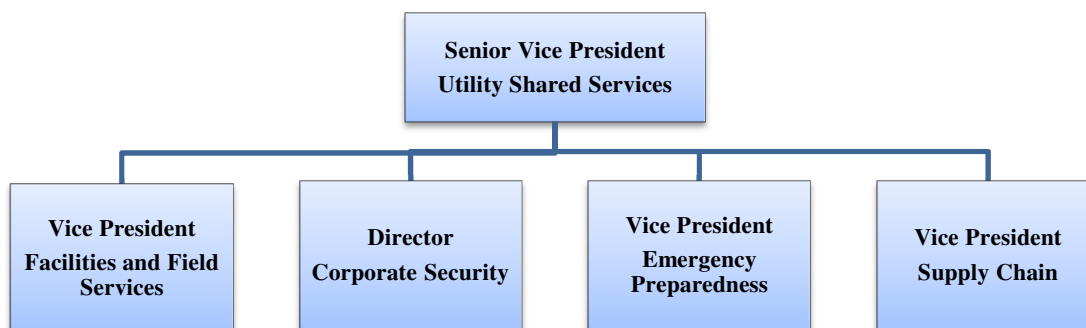 Senior Vice President
Utility Shared Services
Vice President
Facilities and Field
Services
Director
Corporate Security
Vice President
Emergency
Preparedness
Vice President
Supply Chain